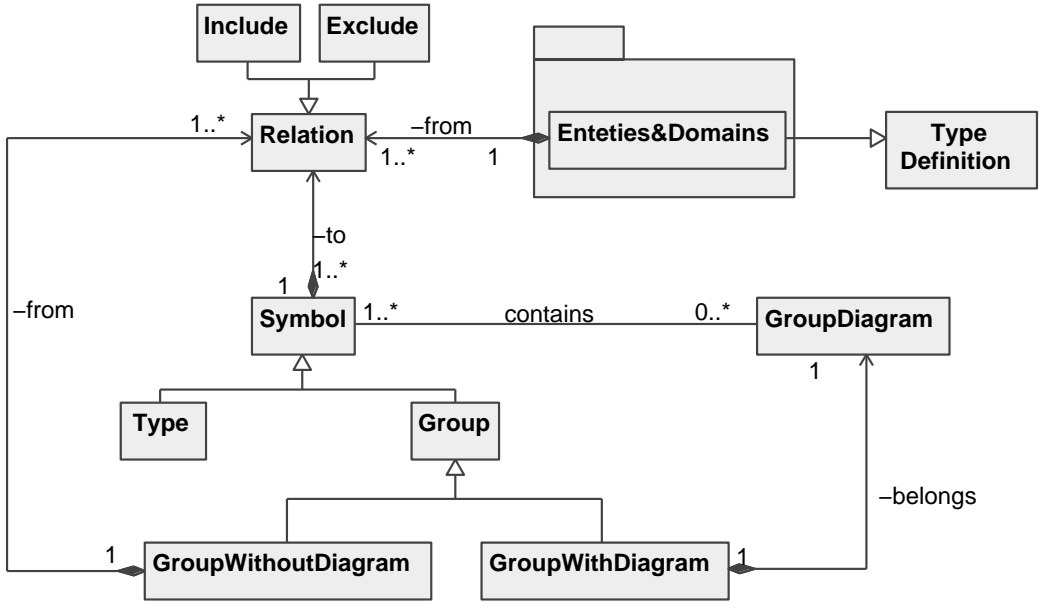 Include
Exclude
1..*
Relation
–from
1..*
1
Enteties&Domains
Type
Definition
–to
1..*
1
–from
Symbol
1..*
contains
0..*
GroupDiagram
1
Type
Group
–belongs
1
GroupWithoutDiagram
GroupWithDiagram
1